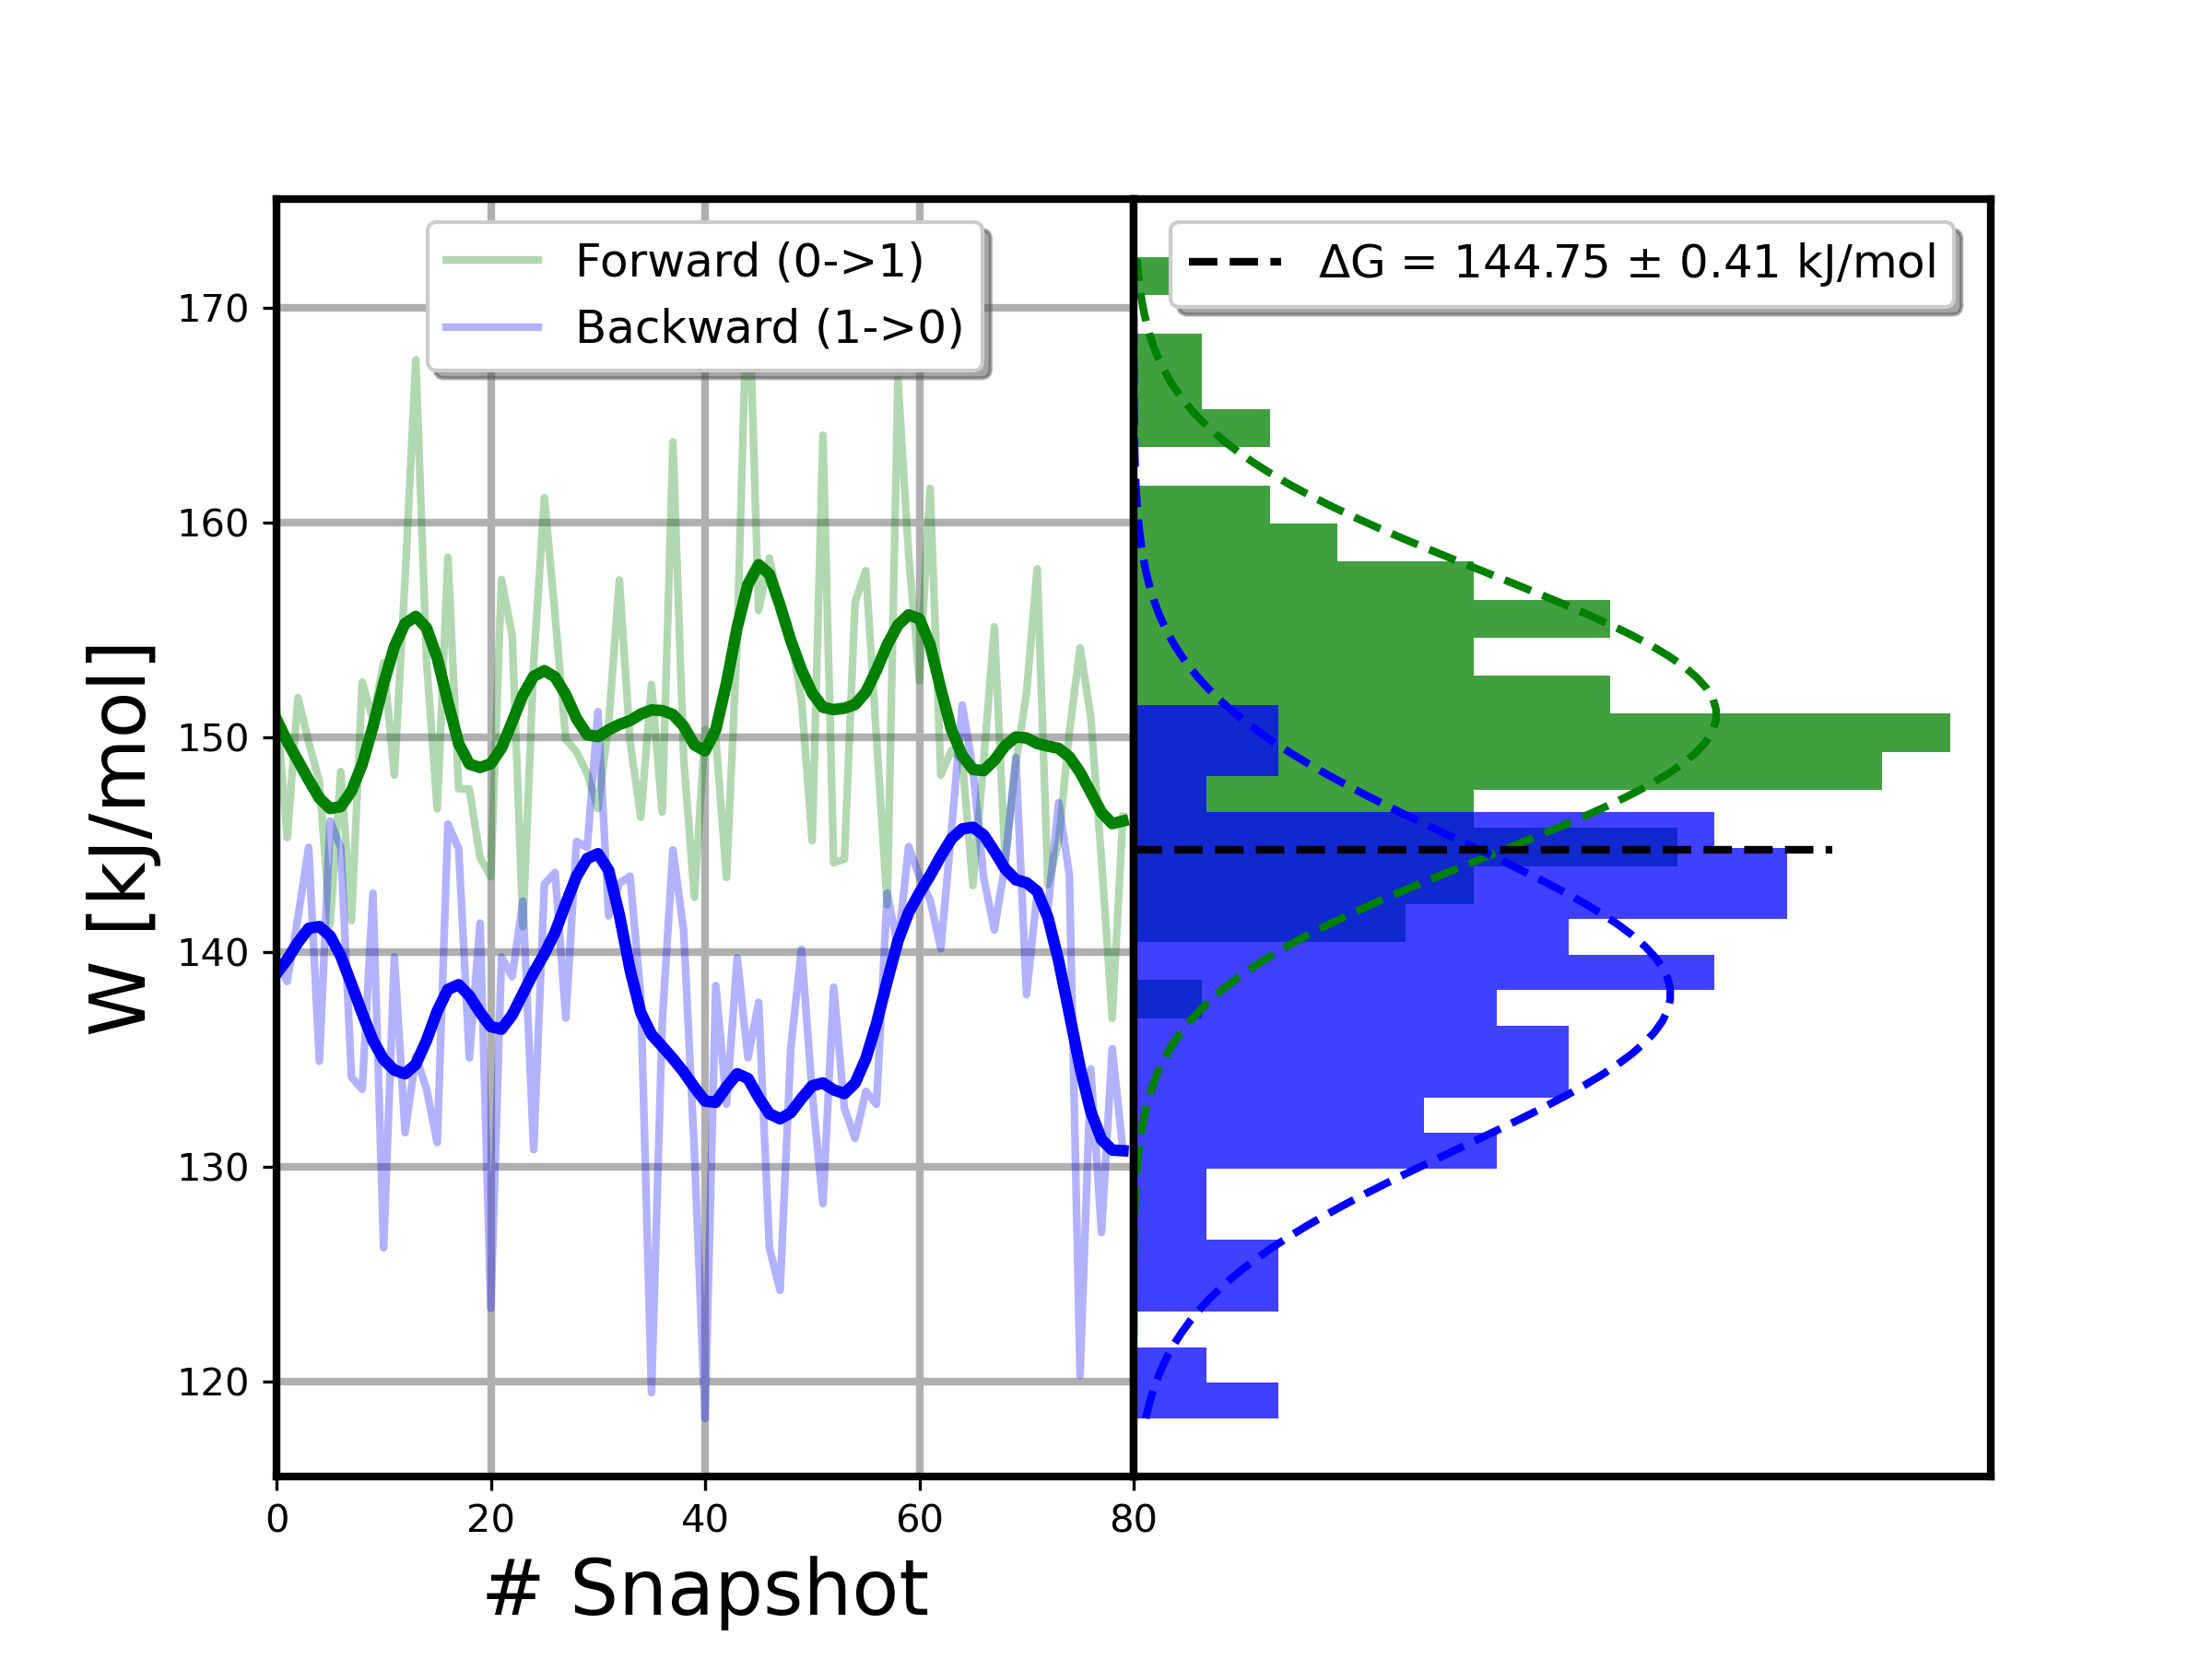 Forward (0->1)
Backward (1->0)
ΔG = 144.75 ± 0.41 kJ/mol
170
160
150
140
130
120
W [kJ/mol]
0 20 40 60 80
# Snapshot